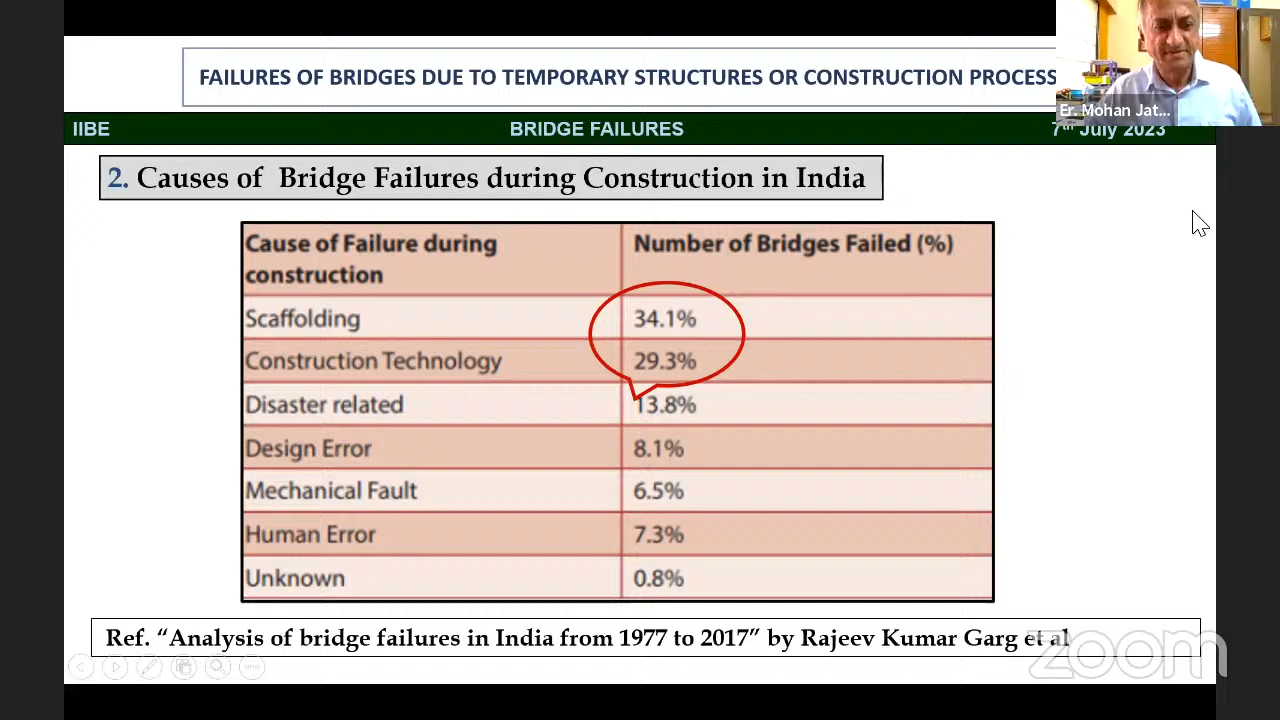 FAILURES OF BRIDGES DUE TO TEMPORARY STRUCTURES OR CONSTRUCTION PROCESS
Er. Mohan Jat...
IIBE BRIDGE FAILURES 7th July 2023
2. Causes of Bridge Failures during Construction in India
Cause of Failure during construction Number of Bridges Failed (%)
Scaffolding 34.1%
Construction Technology 29.3%
Disaster related 13.8%
Design Error 8.1%
Mechanical Fault 6.5%
Human Error 7.3%
Unknown 0.8%
Ref. “Analysis of bridge failures in India from 1977 to 2017” by Rajeev Kumar Garg et al
zoom